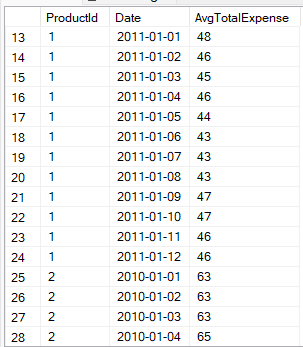 ProductId Date AvgTotalExpense
13 1 2011-01-01 48
14 1 2011-01-02 46
15 1 2011-01-03 45
16 1 2011-01-04 46
17 1 2011-01-05 44
18 1 2011-01-06 43
19 1 2011-01-07 43
20 1 2011-01-08 43
21 1 2011-01-09 47
22 1 2011-01-10 47
23 1 2011-01-11 46
24 1 2011-01-12 46
25 2 2010-01-01 63
26 2 2010-01-02 63
27 2 2010-01-03 63
28 2 2010-01-04 65